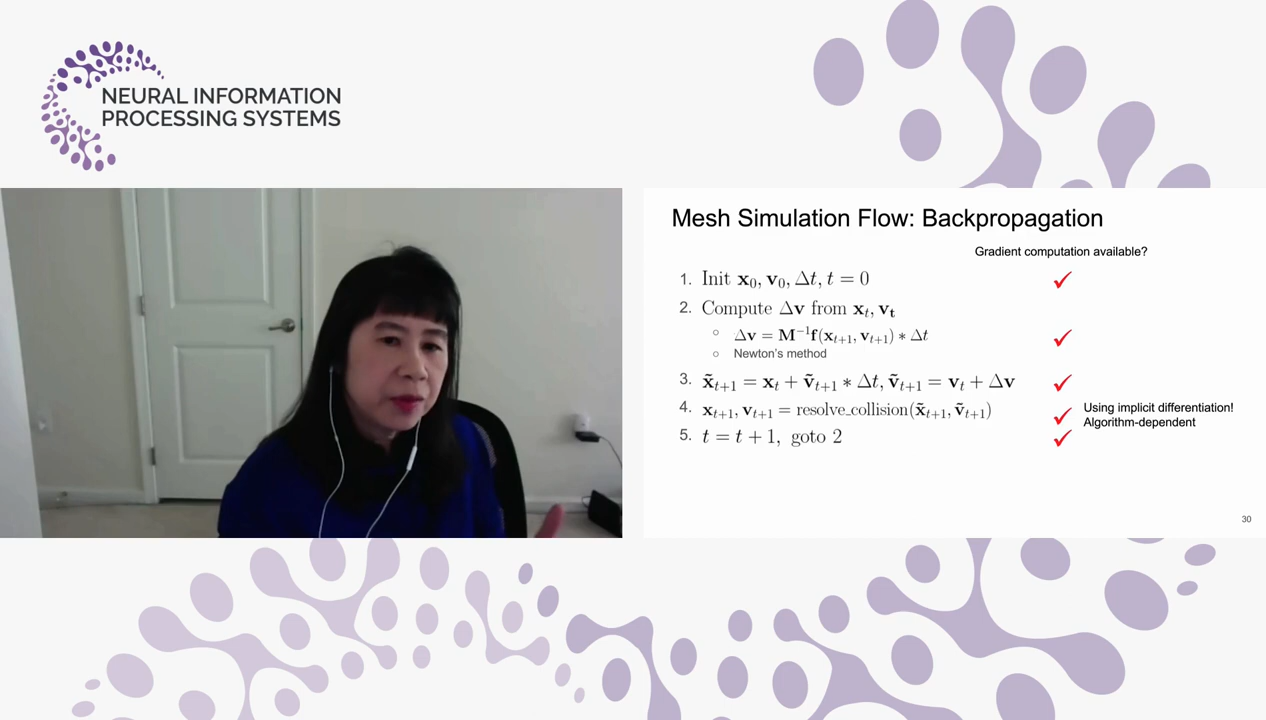 NEURAL INFORMATION
PROCESSING SYSTEMS
Mesh Simulation Flow: Backpropagation
Gradient computation available?
1. Init x₀, v₀, Δt, t = 0
2. Compute Δv from xₜ, vₜ
○ Δv = M⁻¹f(xₜ₊₁, vₜ₊₁) ∗ Δt
○ Newton's method
3. x̃ₜ₊₁ = xₜ + ṽₜ₊₁ ∗ Δt, ṽₜ₊₁ = vₜ + Δv
4. xₜ₊₁, vₜ₊₁ = resolve_collision(x̃ₜ₊₁, ṽₜ₊₁)
Using implicit differentiation!
Algorithm-dependent
5. t = t + 1, goto 2
30